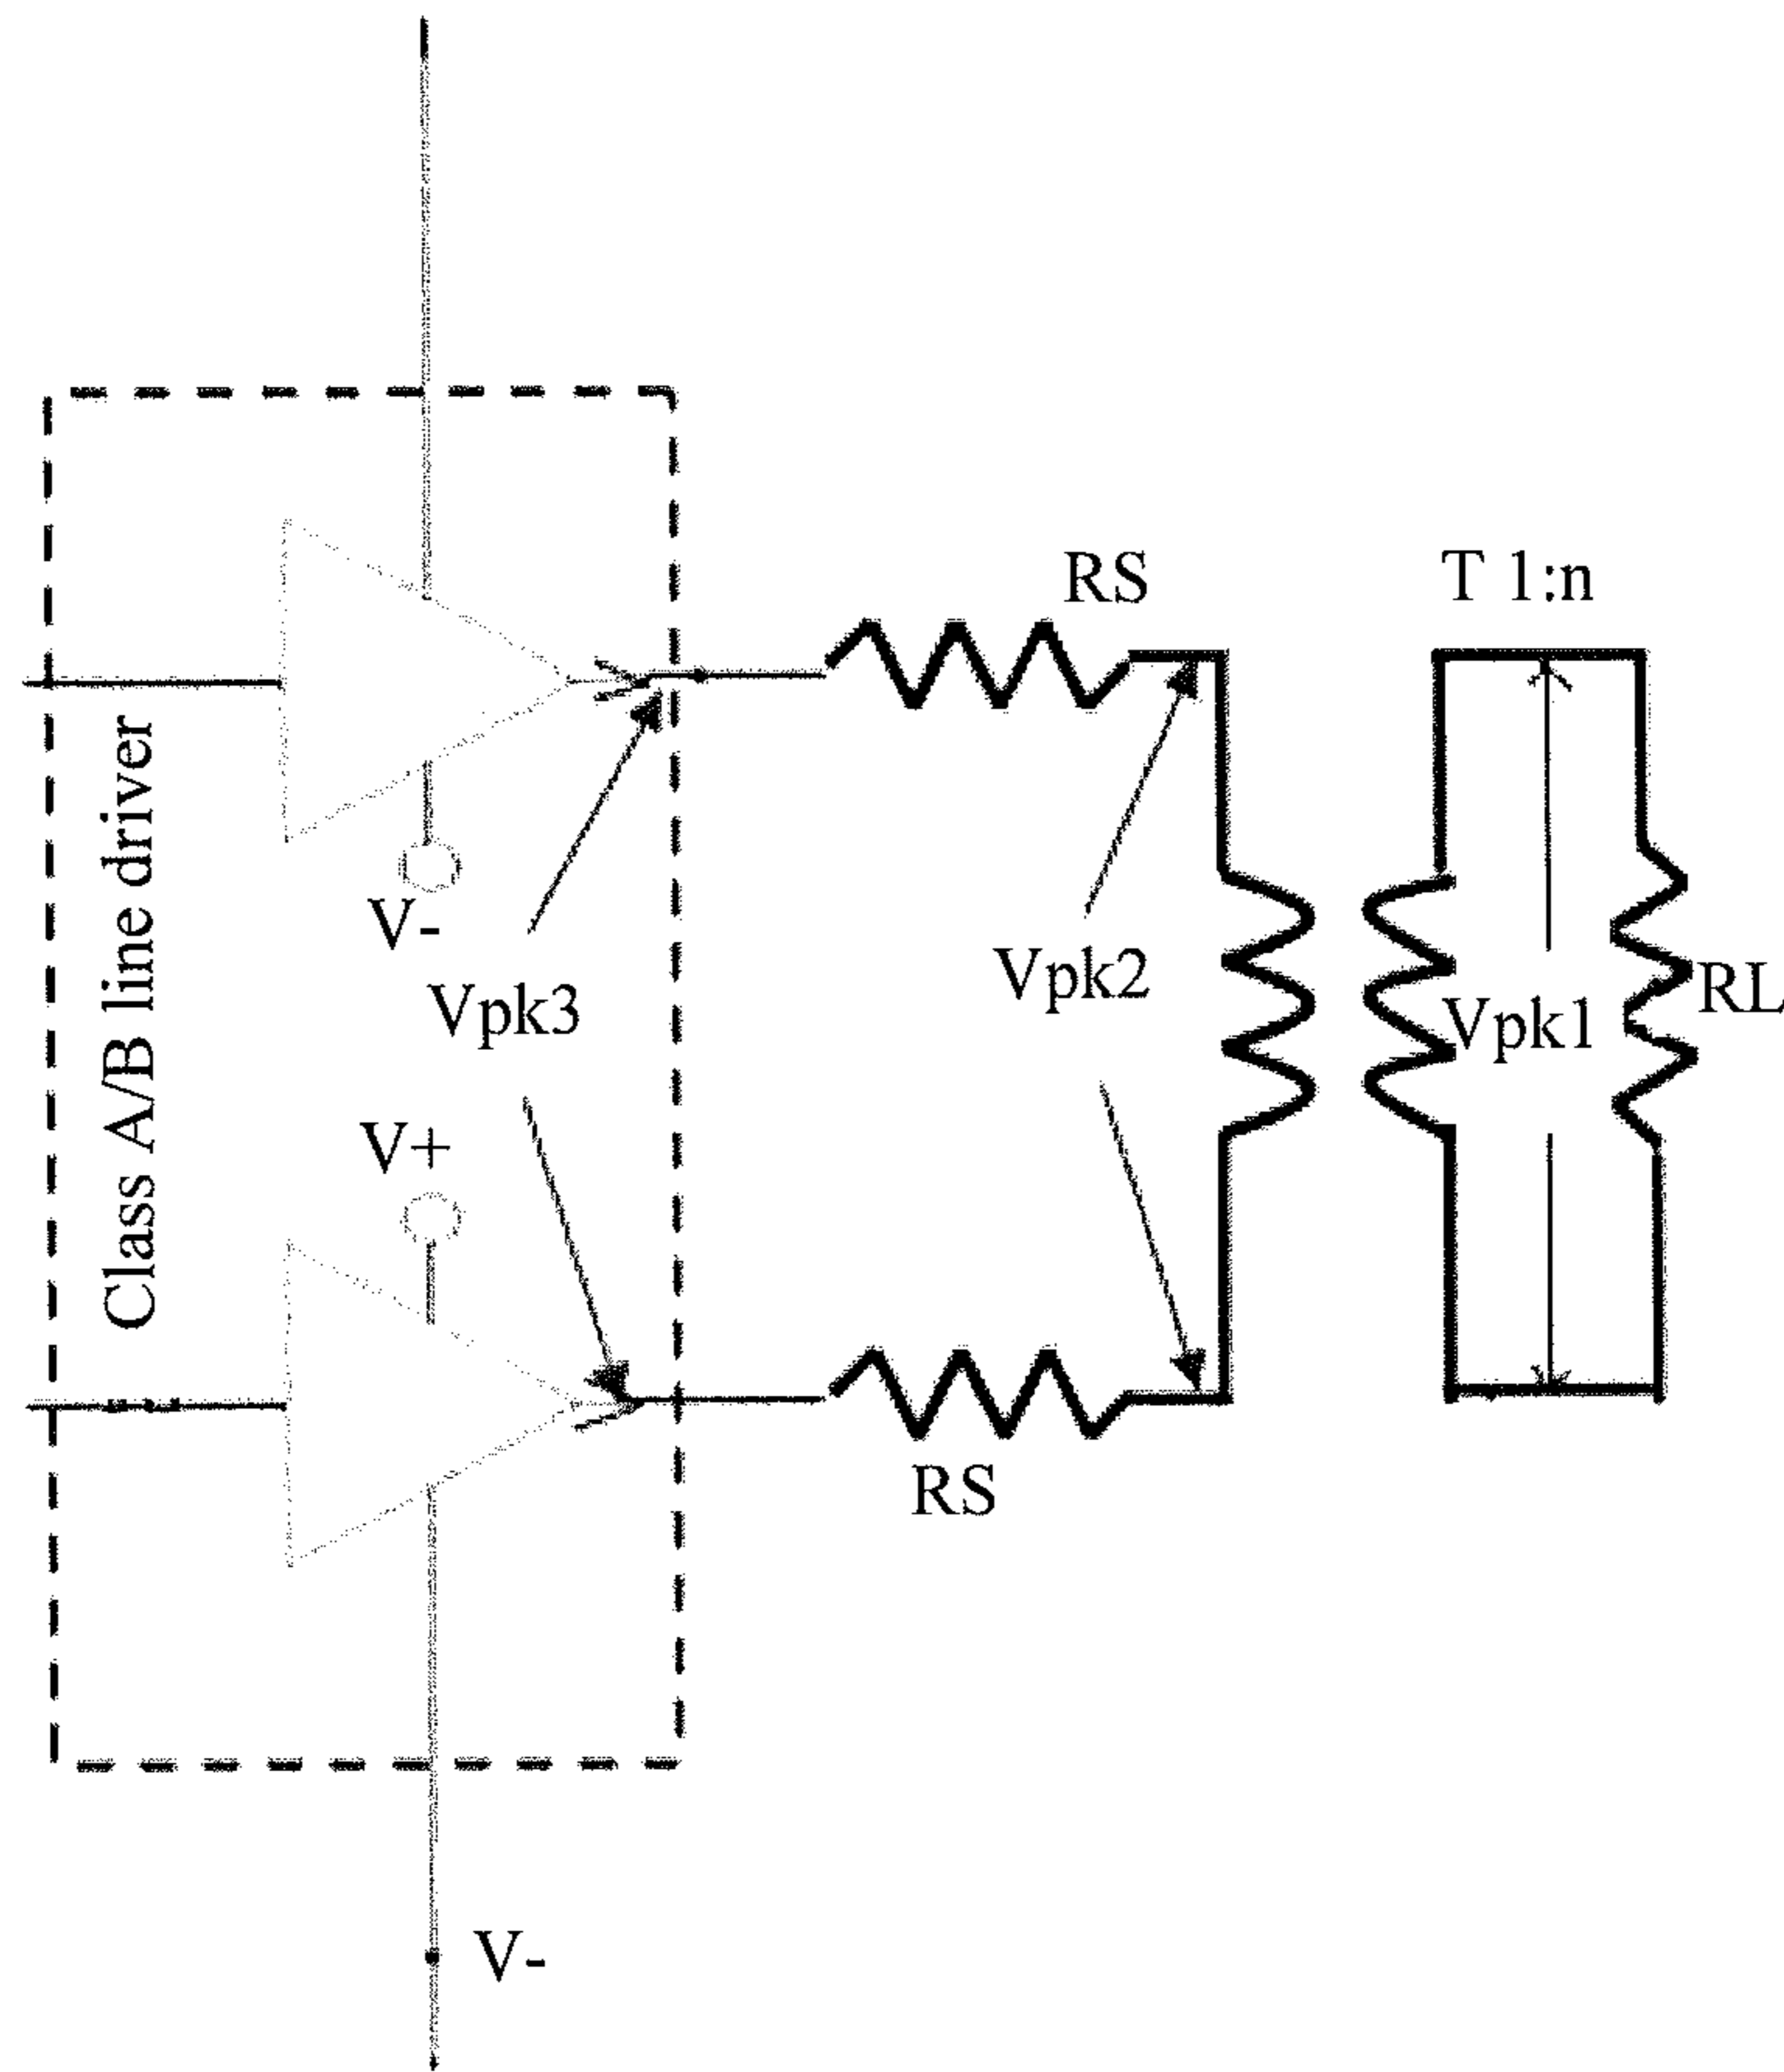 RS
T 1:n
Class A/B line driver
V-
Vpk3
Vpk2
Vpk1
RL
V+
RS
V-